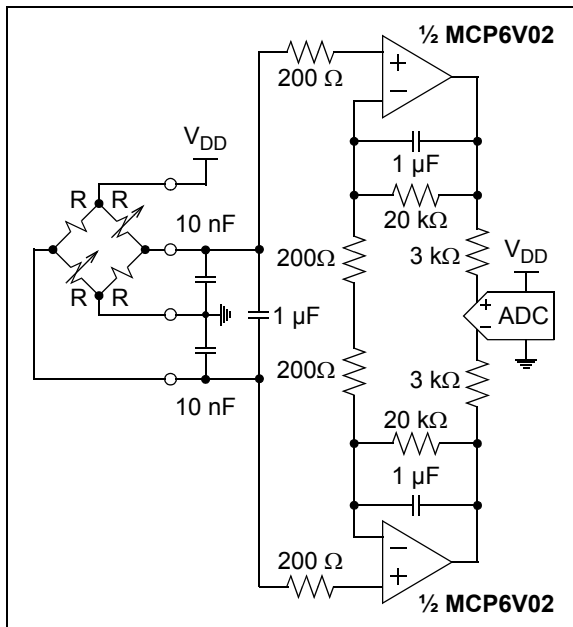 ½ MCP6V02
200 Ω
+
−
V_DD
1 µF
R R
10 nF
20 kΩ
200Ω
3 kΩ
V_DD
R R
1 µF
+
−
ADC
200Ω
3 kΩ
10 nF
20 kΩ
1 µF
200 Ω
−
+
½ MCP6V02